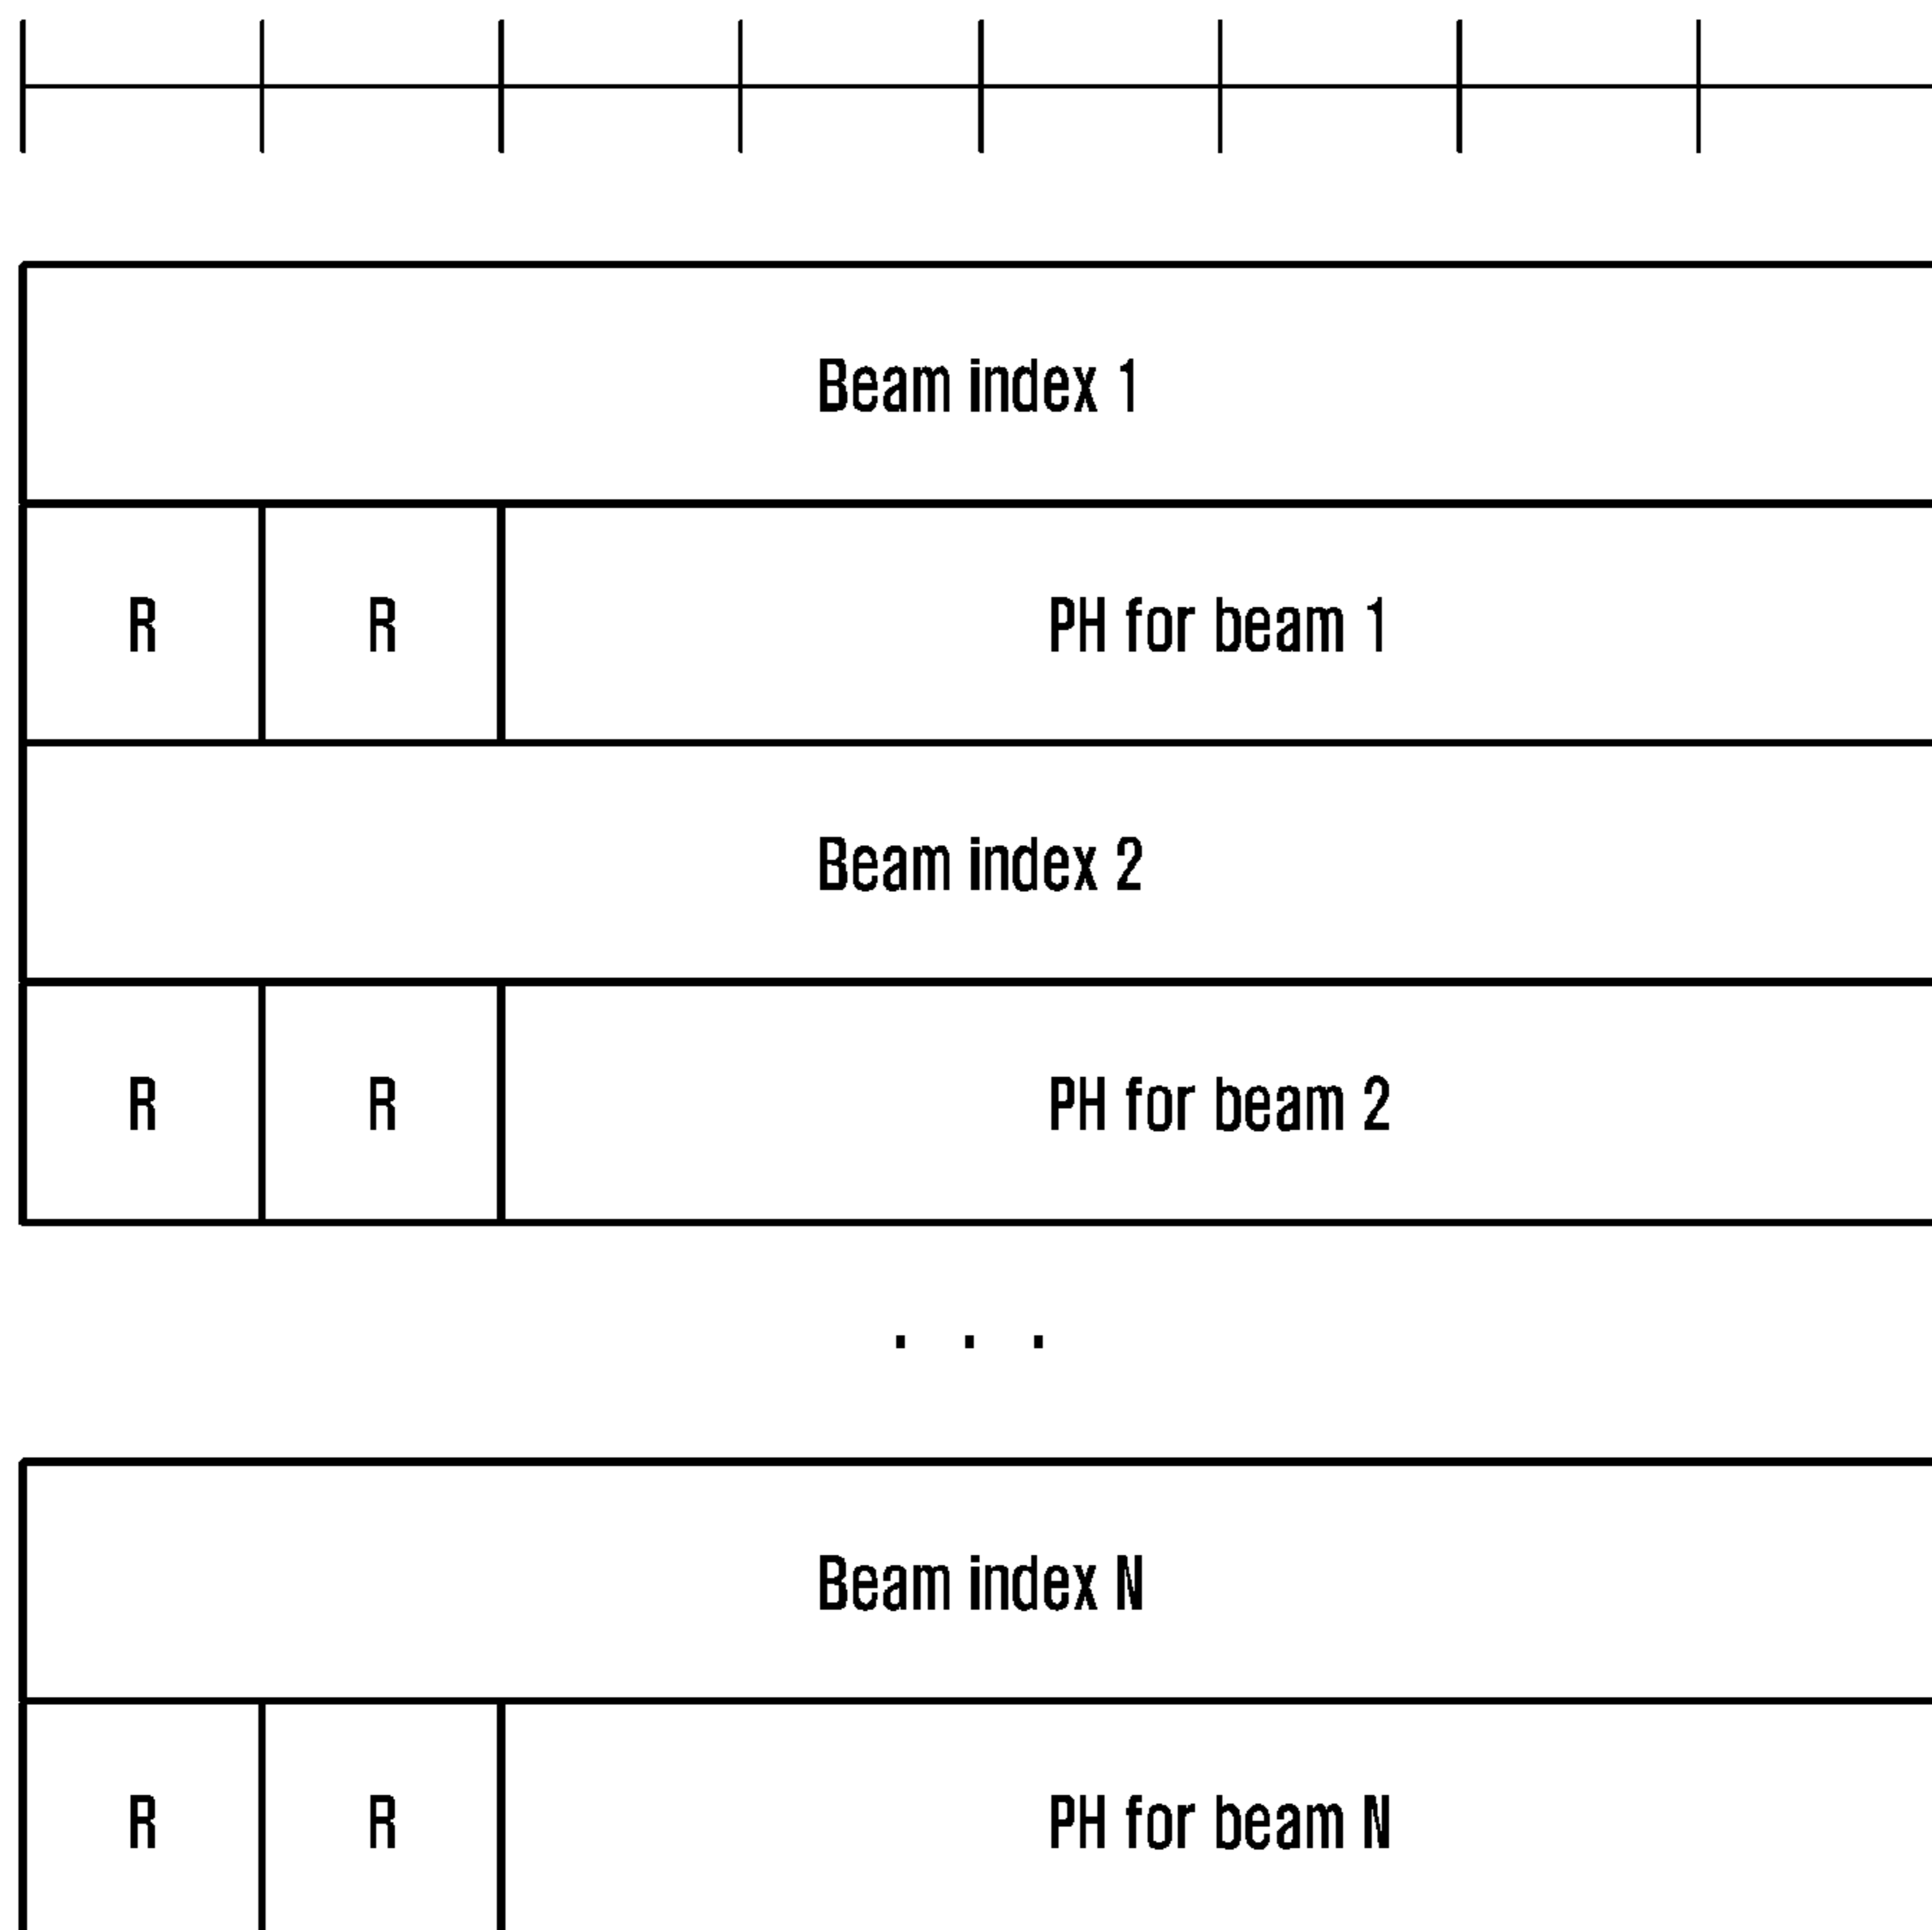 Beam index 1
R R PH for beam 1
Beam index 2
R R PH for beam 2
. . .
Beam index N
R R PH for beam N